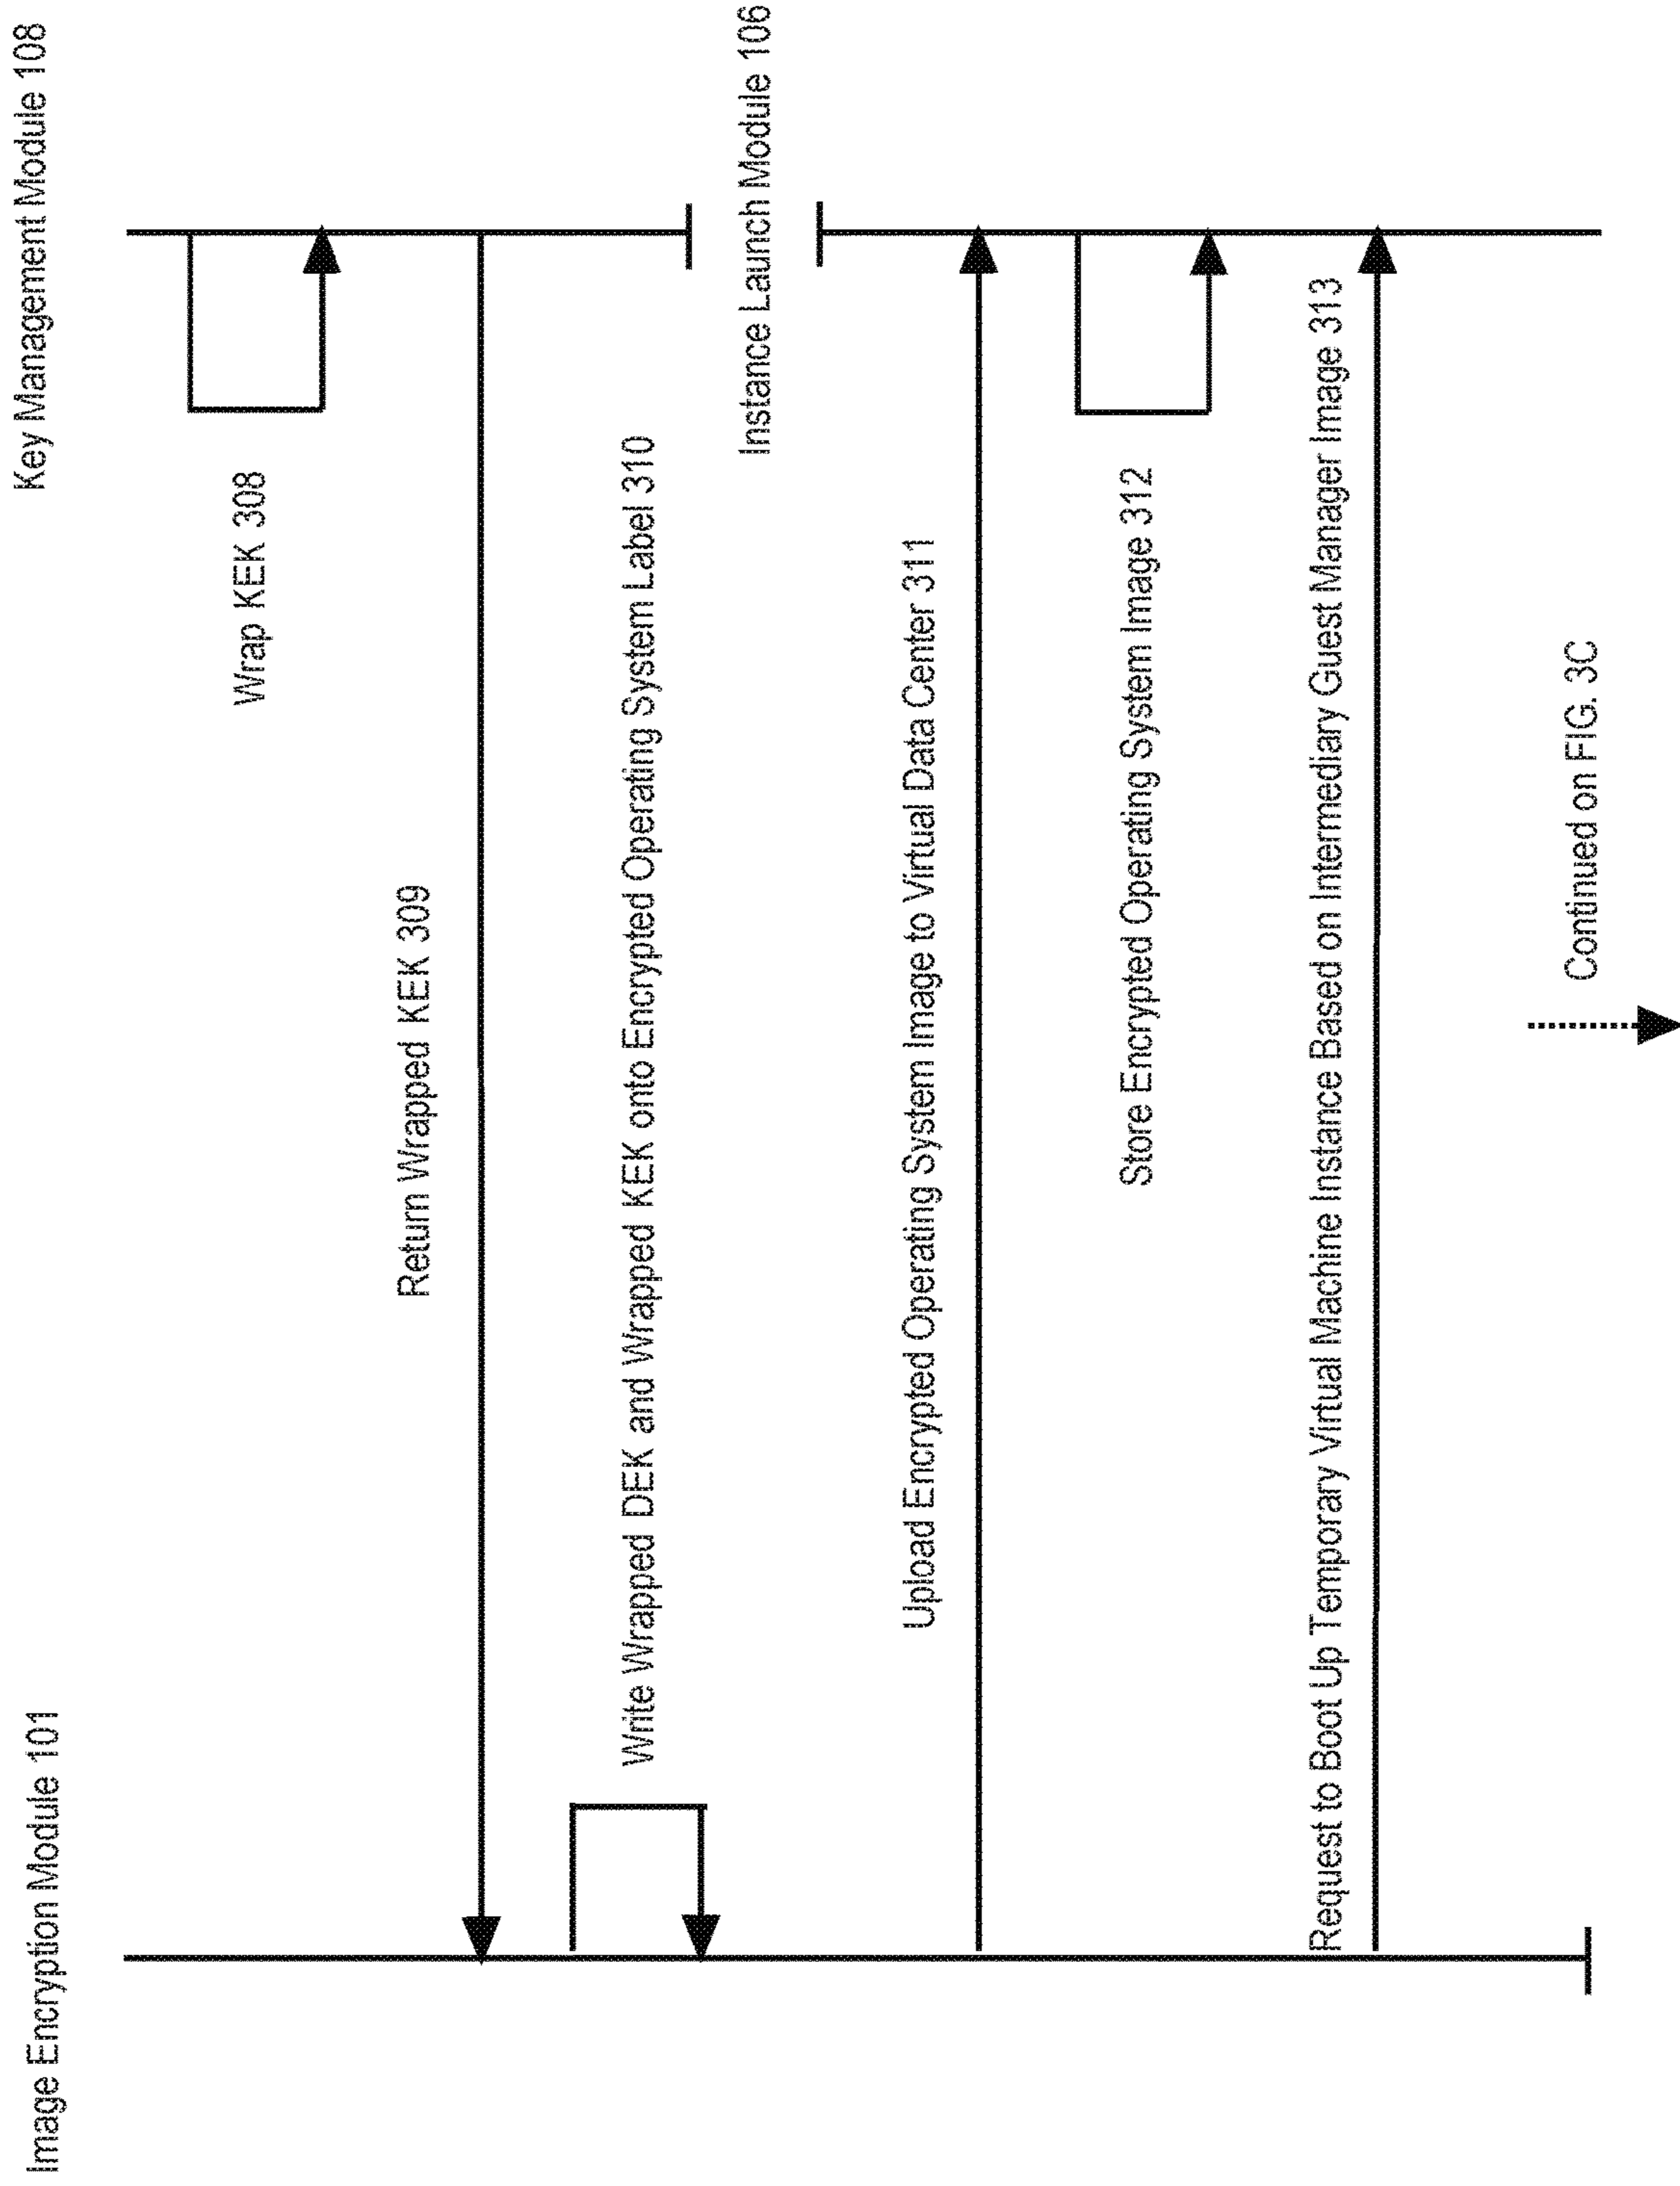 Image Encryption Module 101
Key Management Module 108
Wrap KEK 308
Return Wrapped KEK 309
Write Wrapped DEK and Wrapped KEK onto Encrypted Operating System Label 310
Instance Launch Module 106
Upload Encrypted Operating System Image to Virtual Data Center 311
Store Encrypted Operating System Image 312
Request to Boot Up Temporary Virtual Machine Instance Based on Intermediary Guest Manager Image 313
Continued on FIG. 3C